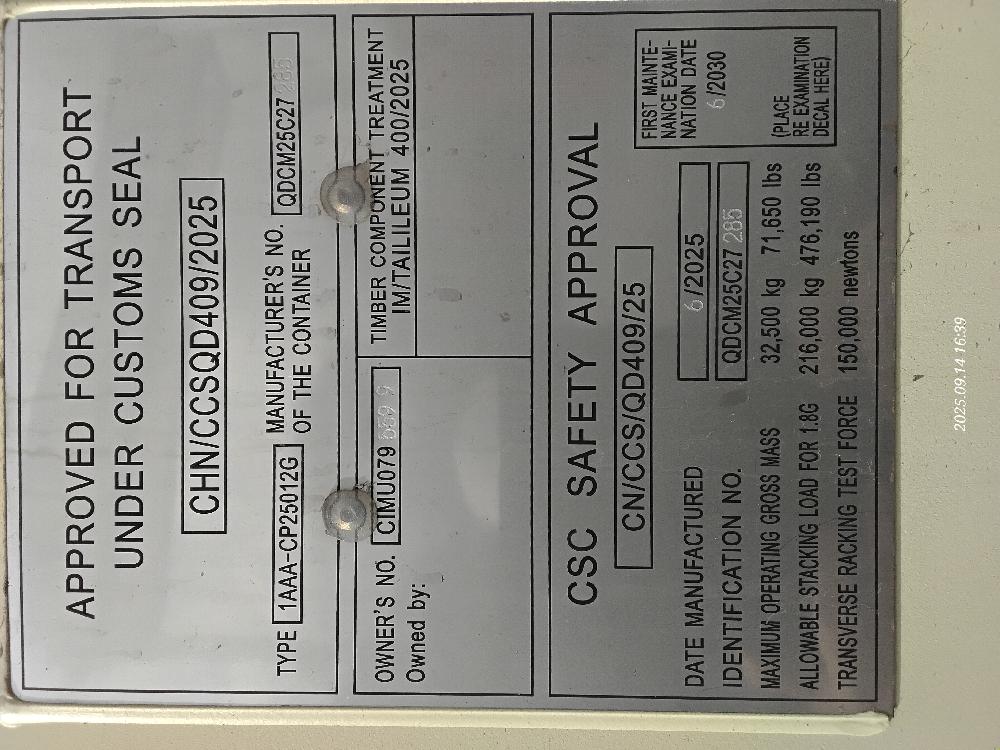 APPROVED FOR TRANSPORT
UNDER CUSTOMS SEAL
CHN/CCSQD409/2025
TYPE 1AAA-CP25012G MANUFACTURER'S NO. OF THE CONTAINER QDCM25C27 285
OWNER'S NO. CIMU079 559 9
Owned by:
TIMBER COMPONENT TREATMENT
IM/TAILILEUM 400/2025
CSC SAFETY APPROVAL
CN/CCS/QD409/25
DATE MANUFACTURED 6/2025
IDENTIFICATION NO. QDCM25C27 285
MAXIMUM OPERATING GROSS MASS 32,500 kg 71,650 lbs
ALLOWABLE STACKING LOAD FOR 1.8G 216,000 kg 476,190 lbs
TRANSVERSE RACKING TEST FORCE 150,000 newtons
FIRST MAINTE-
NANCE EXAMI-
NATION DATE
6/2030
(PLACE
RE EXAMINATION
DECAL HERE)
2025.09.14 16:39